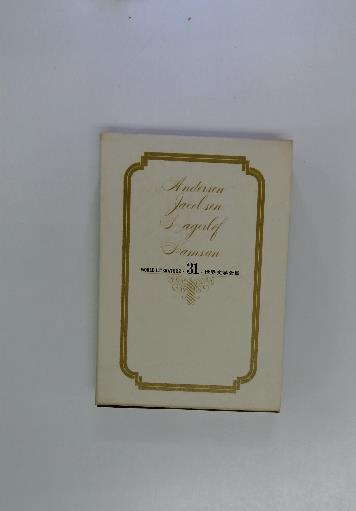 Andersen
Jacobsen
Lagerlöf
Hamsun
WORLD LITERATURE・31・世界文学全集